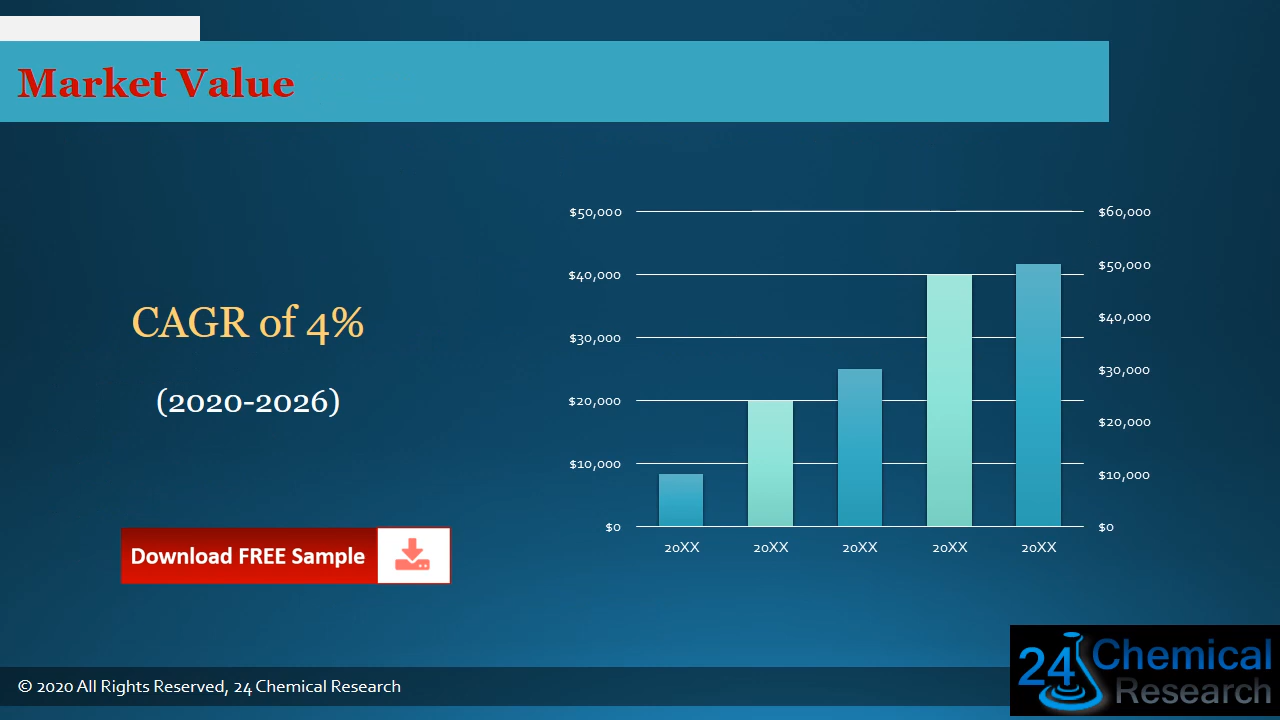 Market Value
CAGR of 4%
(2020-2026)
Download FREE Sample
$50,000
$40,000
$30,000
$20,000
$10,000
$0
$60,000
$50,000
$40,000
$30,000
$20,000
$10,000
$0
20XX 20XX 20XX 20XX 20XX
© 2020 All Rights Reserved, 24 Chemical Research
24 Chemical
Research